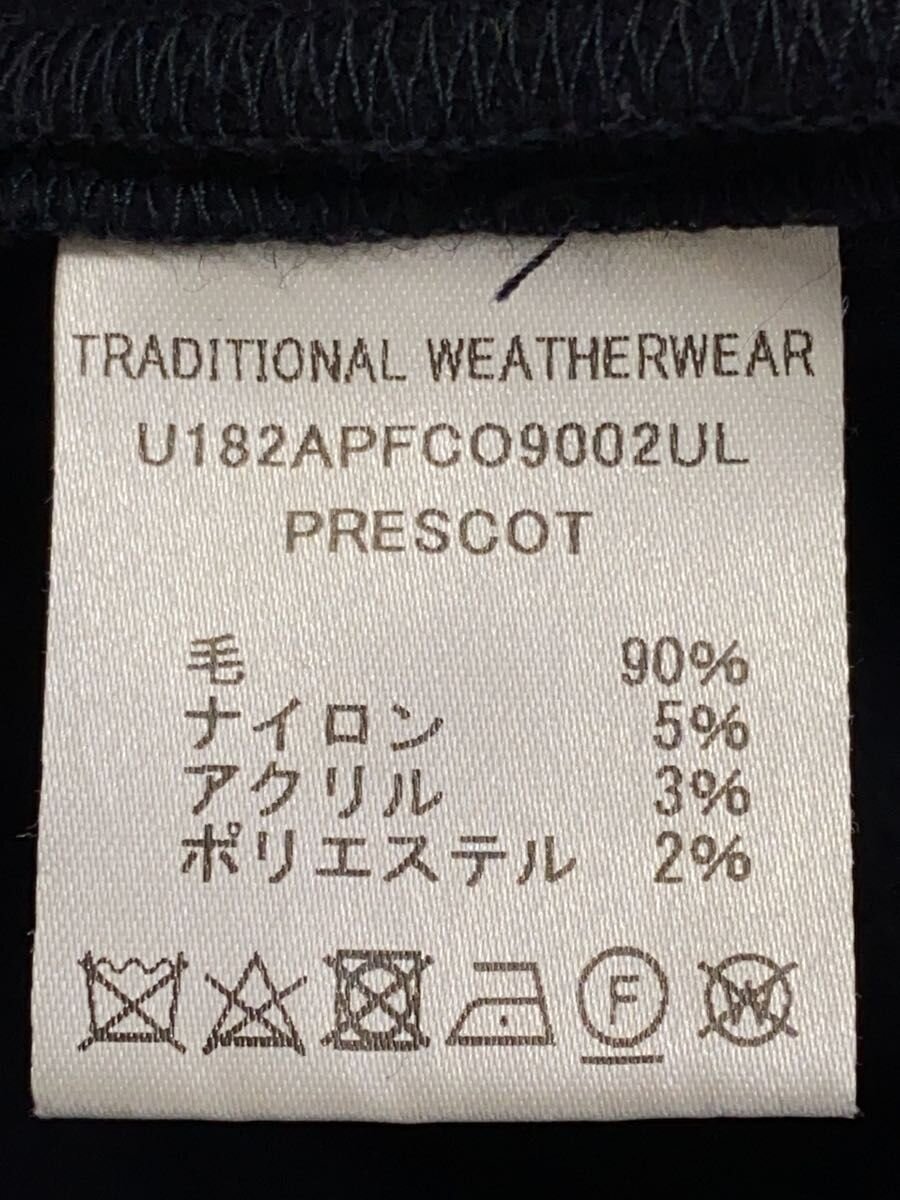 TRADITIONAL WEATHERWEAR
U182APFCO9002UL
PRESCOT
毛 90%
ナイロン 5%
アクリル 3%
ポリエステル 2%
F W